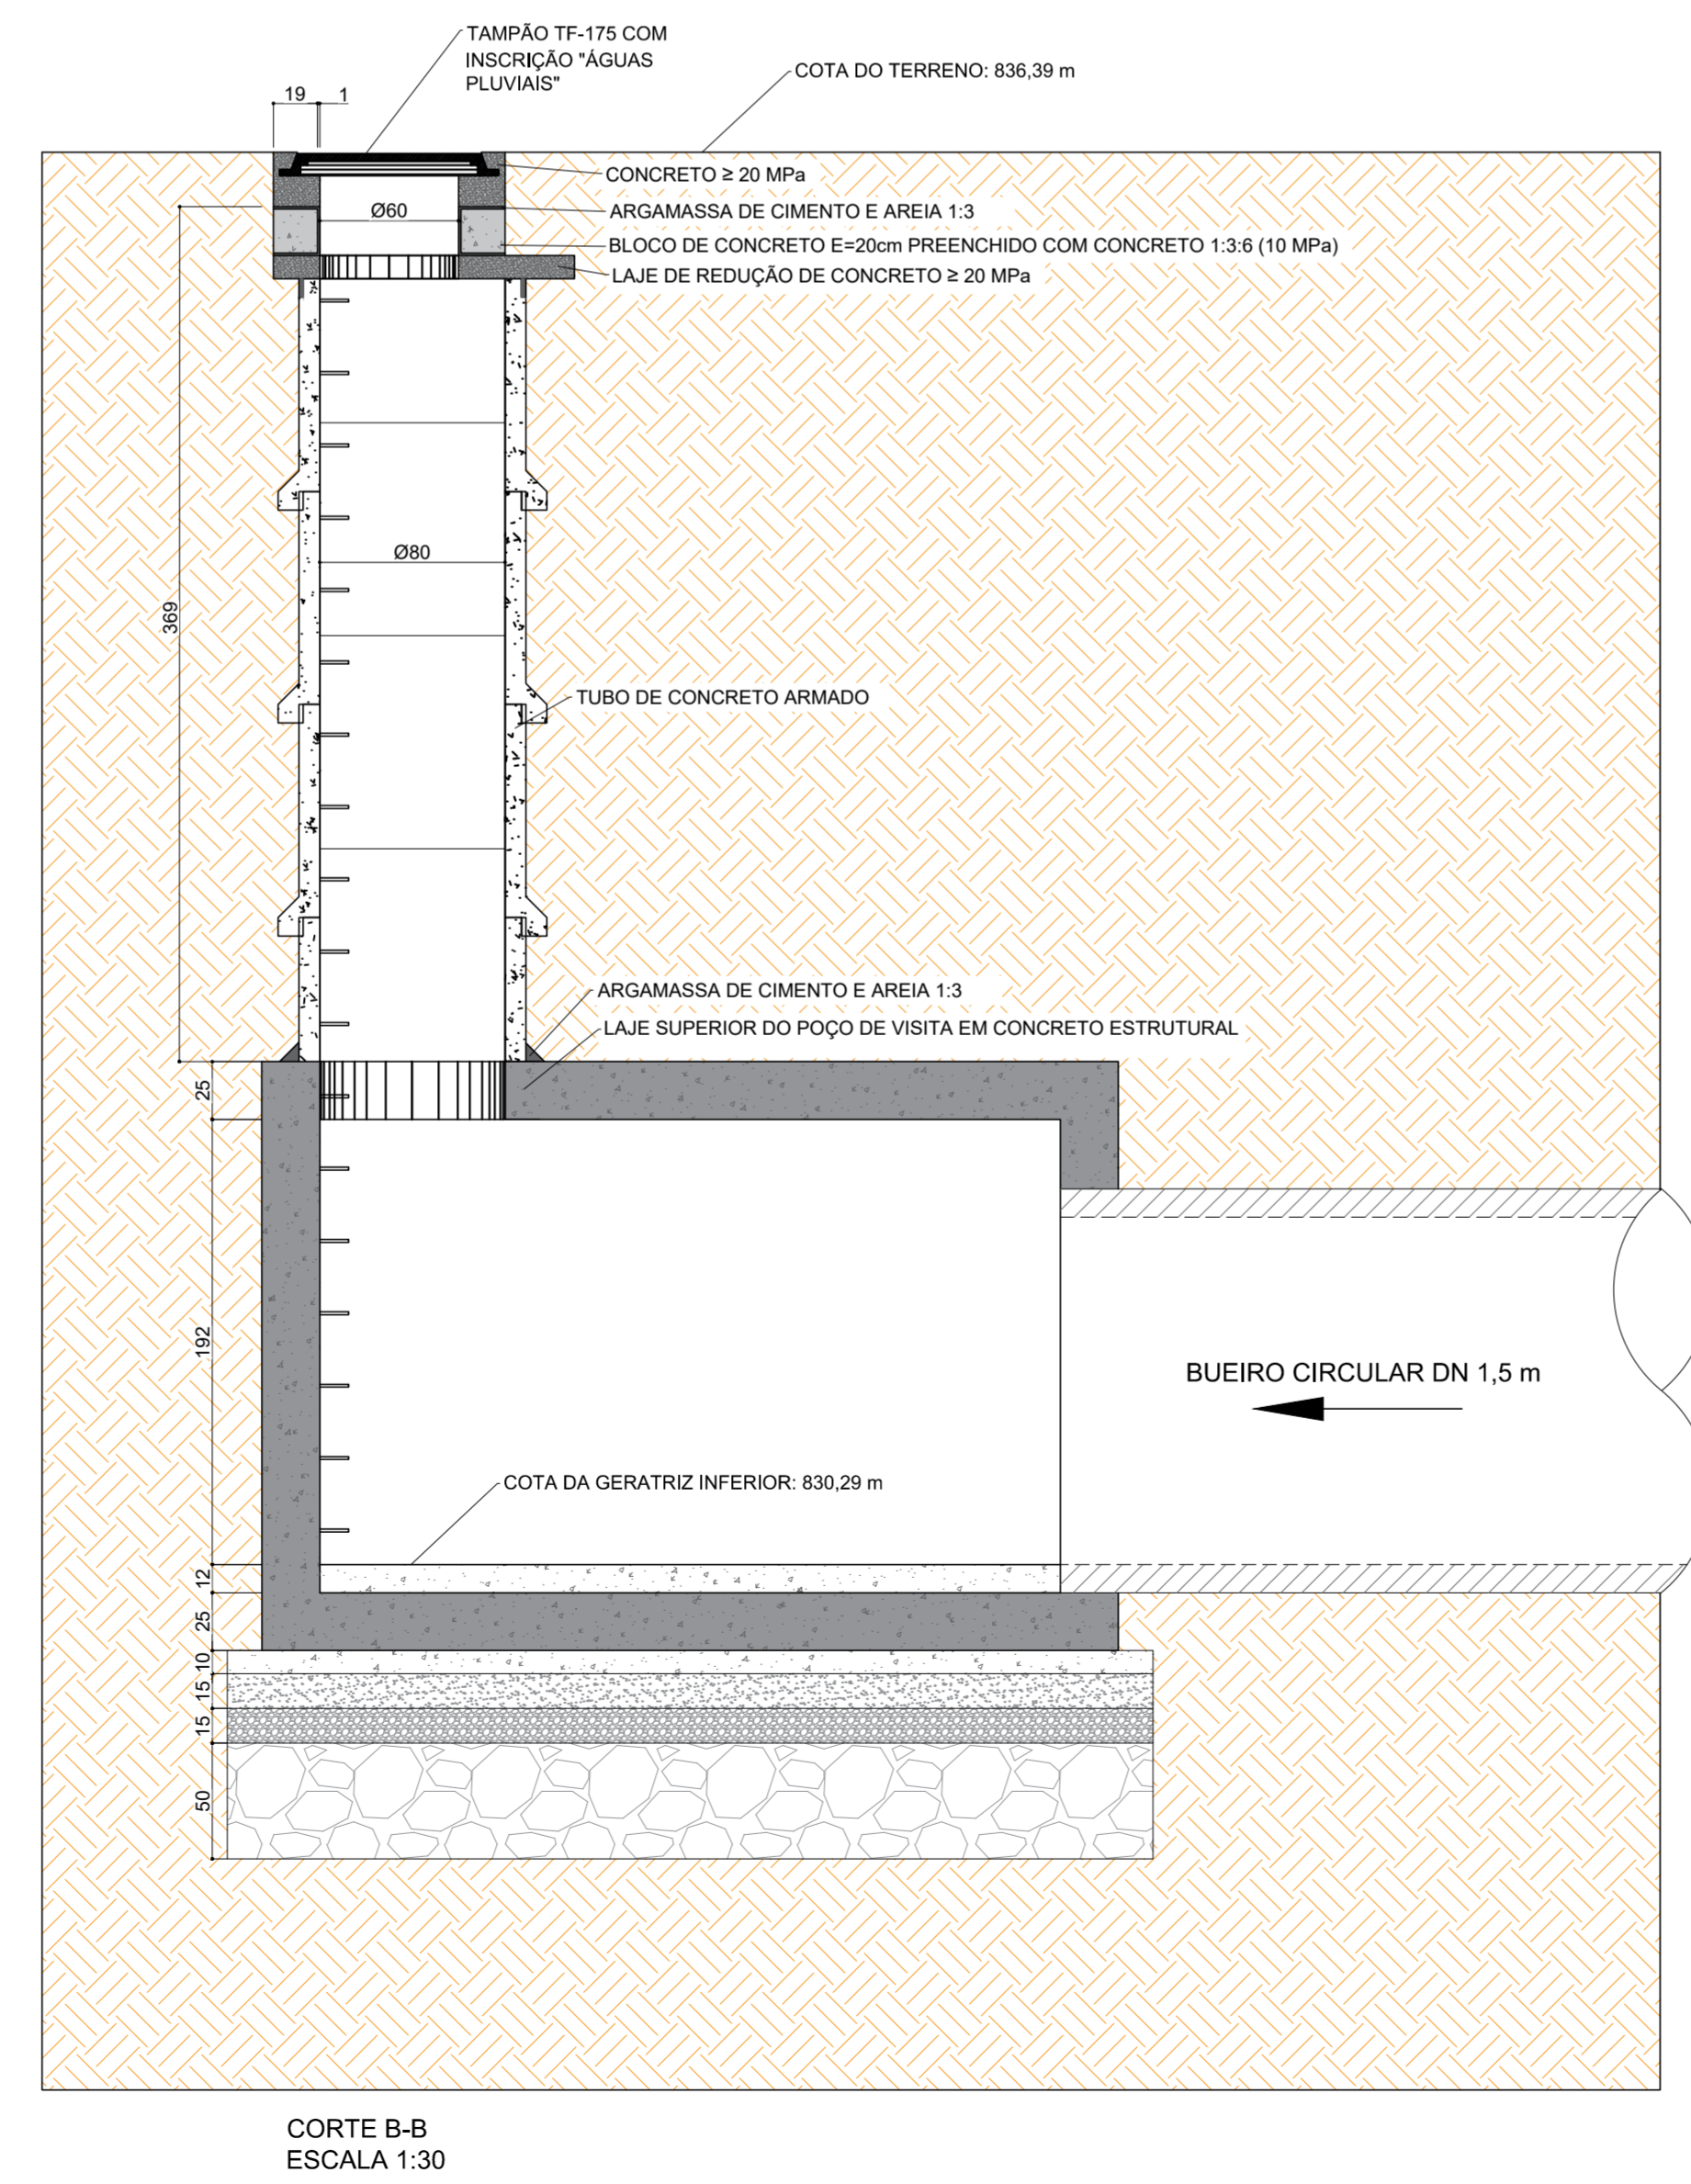 TAMPÃO TF-175 COM
INSCRIÇÃO "ÁGUAS
PLUVIAIS"
COTA DO TERRENO: 836,39 m
19
1
CONCRETO ≥ 20 MPa
ARGAMASSA DE CIMENTO E AREIA 1:3
Ø60
BLOCO DE CONCRETO E=20cm PREENCHIDO COM CONCRETO 1:3:6 (10 MPa)
LAJE DE REDUÇÃO DE CONCRETO ≥ 20 MPa
Ø80
369
TUBO DE CONCRETO ARMADO
ARGAMASSA DE CIMENTO E AREIA 1:3
LAJE SUPERIOR DO POÇO DE VISITA EM CONCRETO ESTRUTURAL
25
192
BUEIRO CIRCULAR DN 1,5 m
COTA DA GERATRIZ INFERIOR: 830,29 m
12
25
10
15
15
50
CORTE B-B
ESCALA 1:30